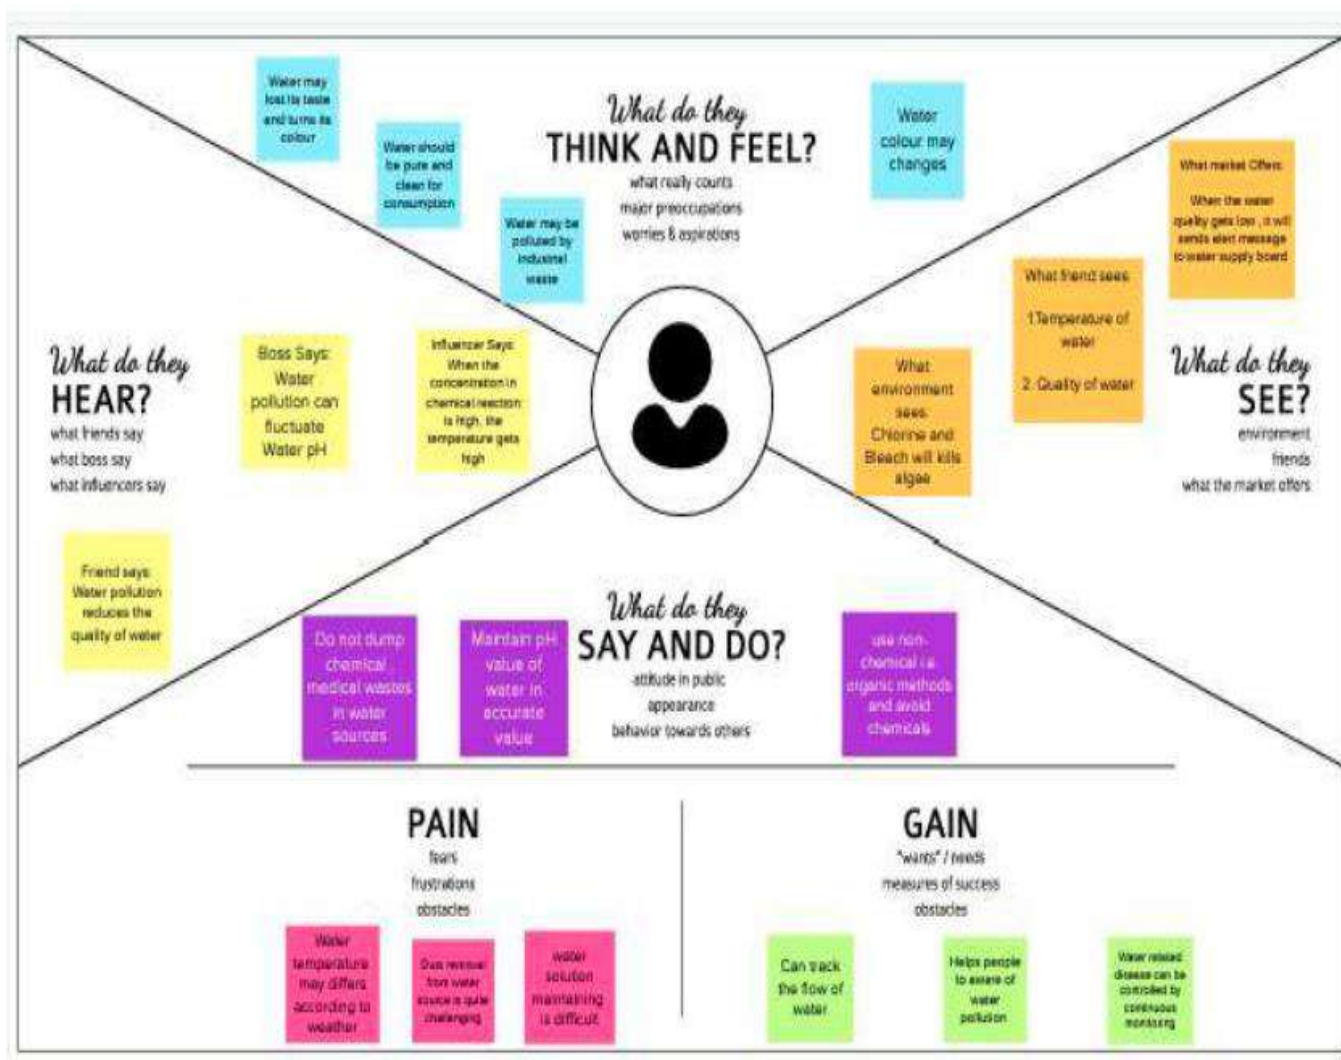 What do they
THINK AND FEEL?
what really counts
major preoccupations
worries & aspirations
Water may
lost its taste
and turns its
colour
Water should
be pure and
clean for
consumption
Water may be
polluted by
industrial
waste
Water
colour may
changes
What do they
HEAR?
what friends say
what boss say
what influencers say
Boss Says:
Water
pollution can
fluctuate
Water pH
Influencer Says:
When the
concentration in
chemical reaction
is high, the
temperature gets
high
Friend says:
Water pollution
reduces the
quality of water
What do they
SEE?
environment
friends
what the market offers
What market Offers:
When the water
quality gets low , it will
sends alert message
to water supply board
What friend sees:
1.Temperature of
water
2. Quality of water
What
environment
sees:
Chlorine and
Bleach will kills
algae
What do they
SAY AND DO?
attitude in public
appearance
behavior towards others
Do not dump
chemical
medical wastes
in water
sources
Maintain pH
value of
water in
accurate
value
use non-
chemical i.e.
organic methods
and avoid
chemicals
PAIN
fears
frustrations
obstacles
Water
temperature
may differs
according to
weather
removal
from water
source is quite
challenging
water
solution
maintaining
is difficult
GAIN
"wants" / needs
measures of success
obstacles
Can track
the flow of
water
Helps people
to aware of
water
pollution
Water related
disease can be
controlled by
continuous
monitoring